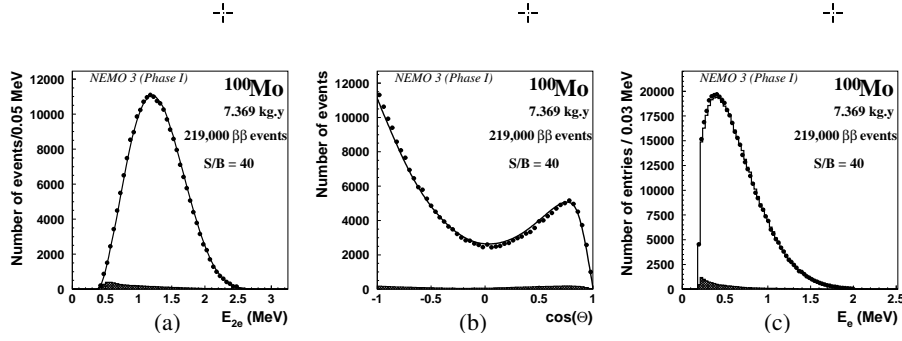 NEMO 3 (Phase I)
100Mo
7.369 kg.y
219,000 ββ events
S/B = 40
Number of events/0.05 MeV
12000
10000
8000
6000
4000
2000
0
0 0.5 1 1.5 2 2.5 3
E2e (MeV)
(a)
NEMO 3 (Phase I)
100Mo
7.369 kg.y
219,000 ββ events
S/B = 40
Number of events
12000
10000
8000
6000
4000
2000
0
-1 -0.5 0 0.5 1
cos(Θ)
(b)
NEMO 3 (Phase I)
100Mo
7.369 kg.y
219,000 ββ events
S/B = 40
Number of entries / 0.03 MeV
20000
17500
15000
12500
10000
7500
5000
2500
0
0 0.5 1 1.5 2 2.5
Ee (MeV)
(c)